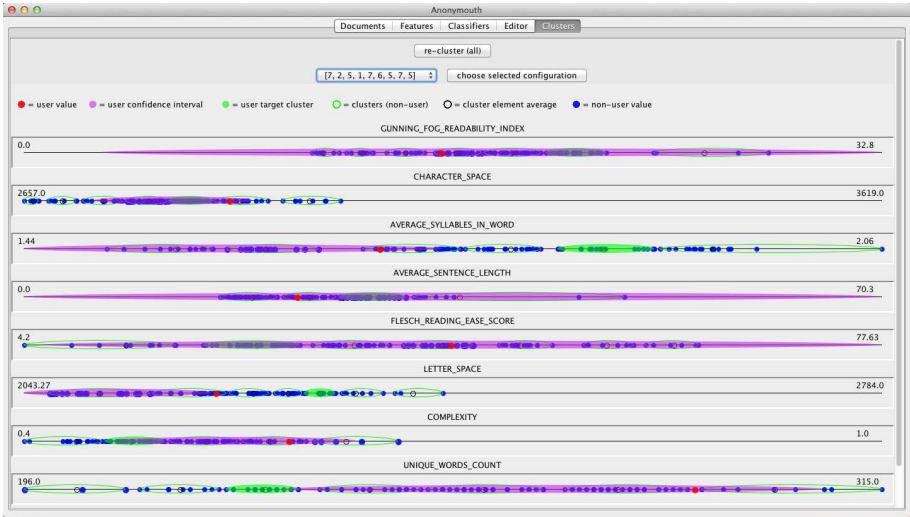 Anonymouth
Documents Features Classifiers Editor Clusters
re-cluster (all)
[7, 2, 5, 1, 7, 6, 5, 7, 5] choose selected configuration
= user value = user confidence interval = user target cluster = clusters (non-user) = cluster element average = non-user value
GUNNING_FOG_READABILITY_INDEX
0.0 32.8
CHARACTER_SPACE
2657.0 3619.0
AVERAGE_SYLLABLES_IN_WORD
1.44 2.06
AVERAGE_SENTENCE_LENGTH
0.0 70.3
FLESCH_READING_EASE_SCORE
4.2 77.63
LETTER_SPACE
2043.27 2784.0
COMPLEXITY
0.4 1.0
UNIQUE_WORDS_COUNT
196.0 315.0